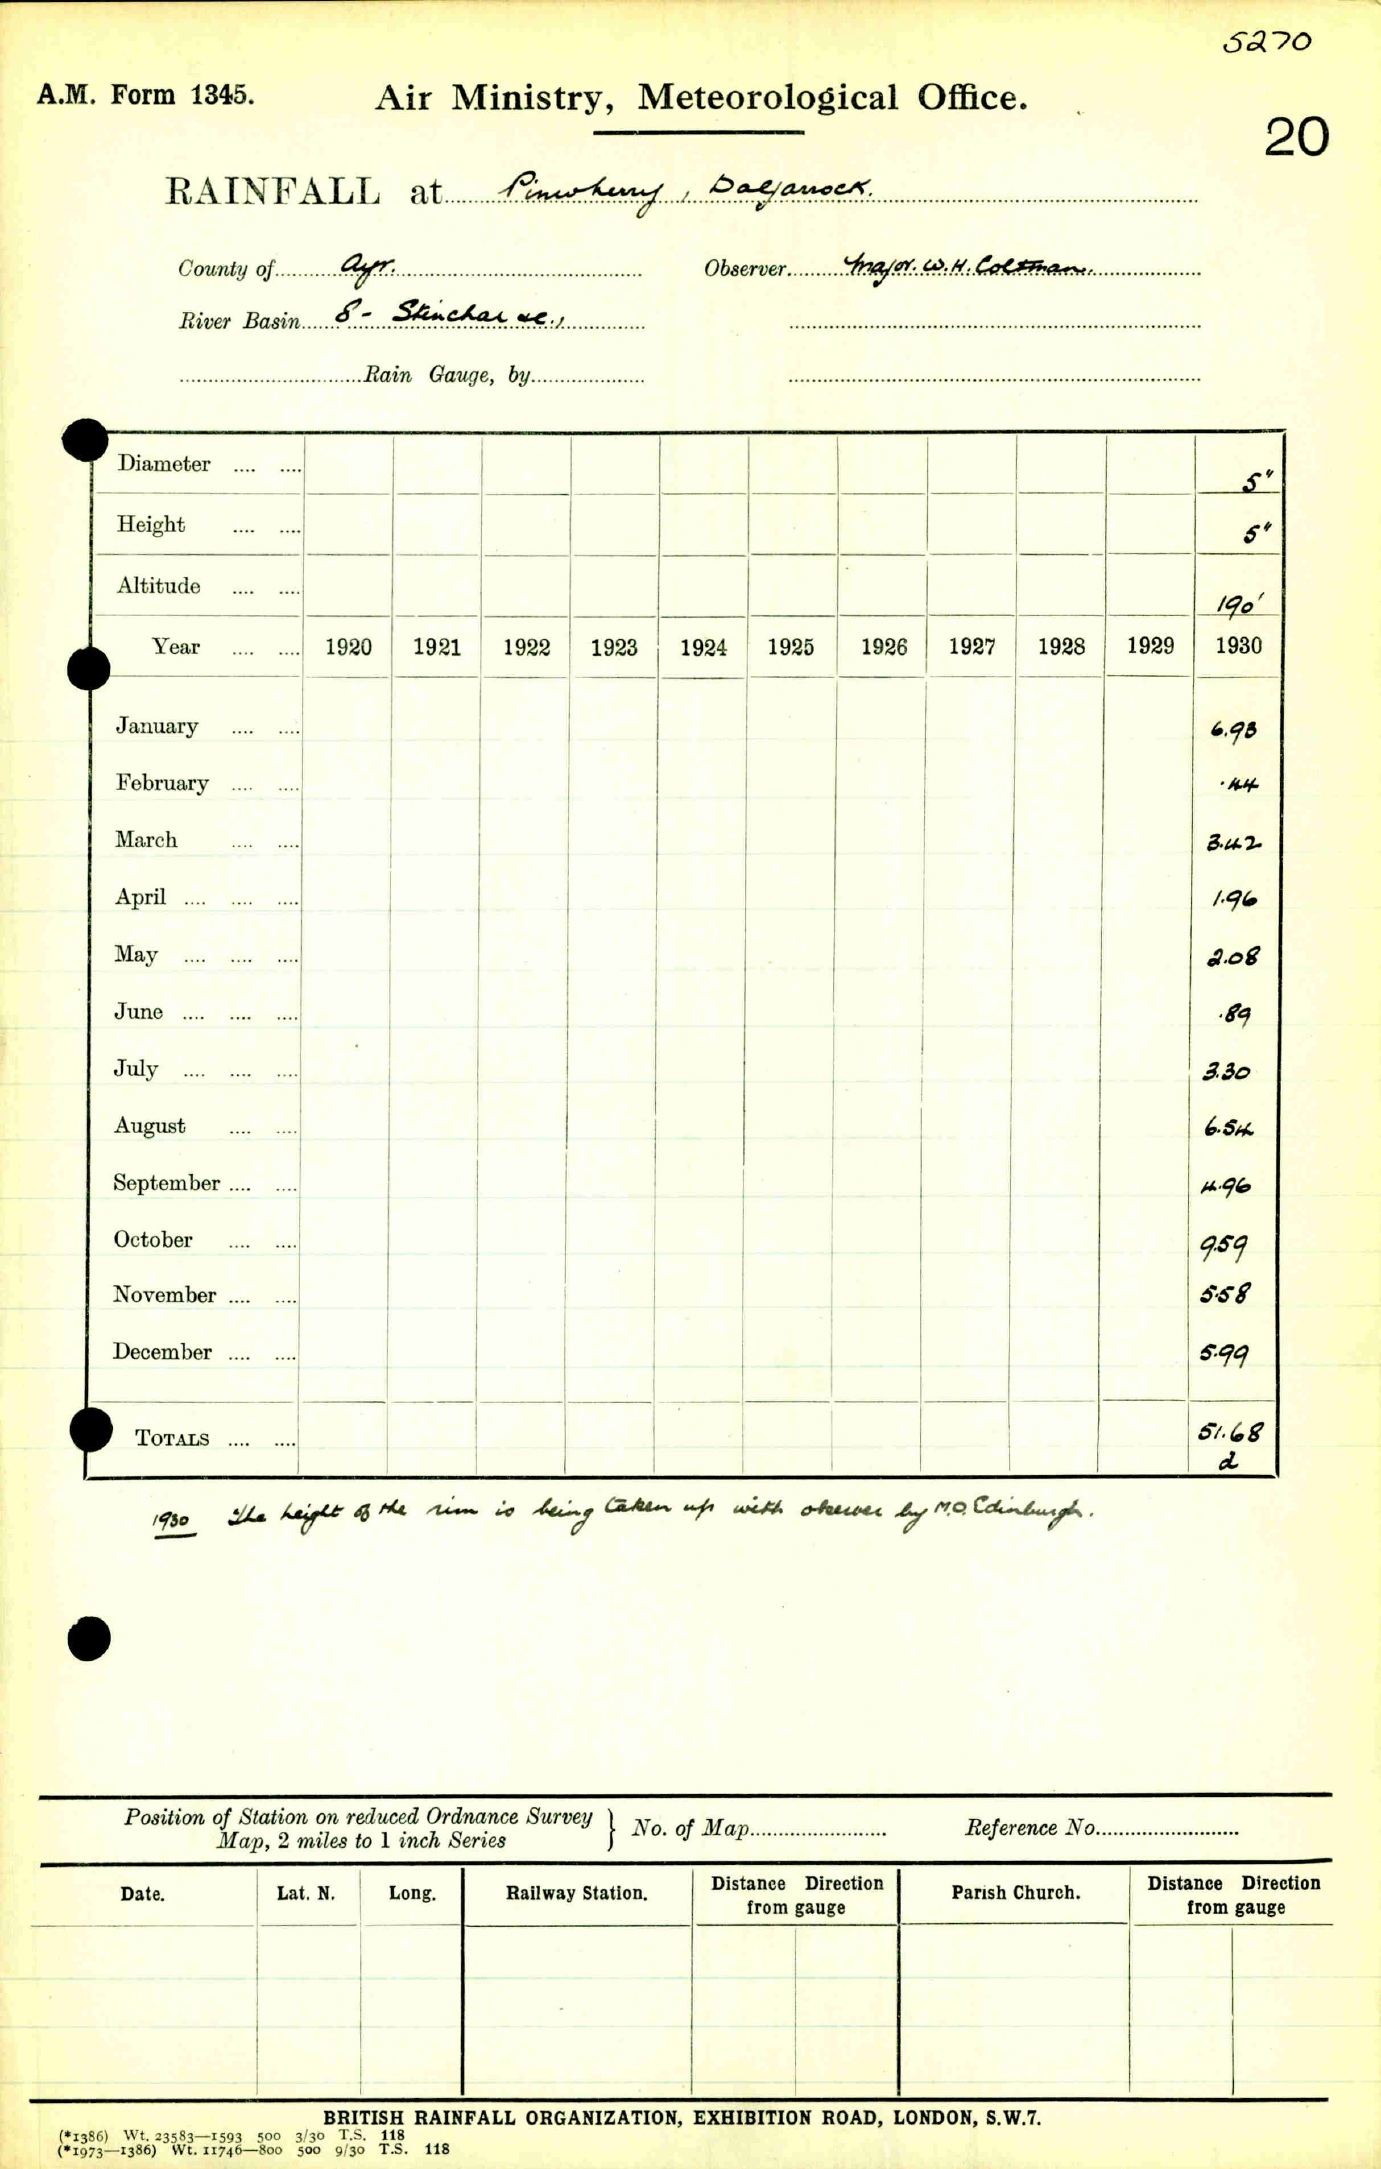 5270
A.M. Form 1345.
Air Ministry, Meteorological Office.
20
RAINFALL at Pinwherry, Daljarrock.
County of Ayr. Observer Major. W.H. Coltman.
River Basin 8 - Stinchar &c.,
Rain Gauge, by
Diameter .... .... 5"
Height .... .... 5"
Altitude .... .... 190'
Year .... .... 1920 1921 1922 1923 1924 1925 1926 1927 1928 1929 1930
January .... .... 6.93
February .... .... .44
March .... .... 3.42
April .... .... .... 1.96
May .... .... .... 2.08
June .... .... .... .89
July .... .... .... 3.30
August .... .... 6.54
September .... .... 4.96
October .... .... 9.59
November .... .... 5.58
December .... .... 5.99
TOTALS .... .... 51.68
d
1930 The height of the rim is being taken up with observer by M.O. Edinburgh.
Position of Station on reduced Ordnance Survey
Map, 2 miles to 1 inch Series } No. of Map Reference No.
Date. Lat. N. Long. Railway Station. Distance Direction from gauge Parish Church. Distance Direction from gauge
BRITISH RAINFALL ORGANIZATION, EXHIBITION ROAD, LONDON, S.W.7.
(*1386) Wt. 23583—1593 500 3/30 T.S. 118
(*1973—1386) Wt. 11746—800 500 9/30 T.S. 118